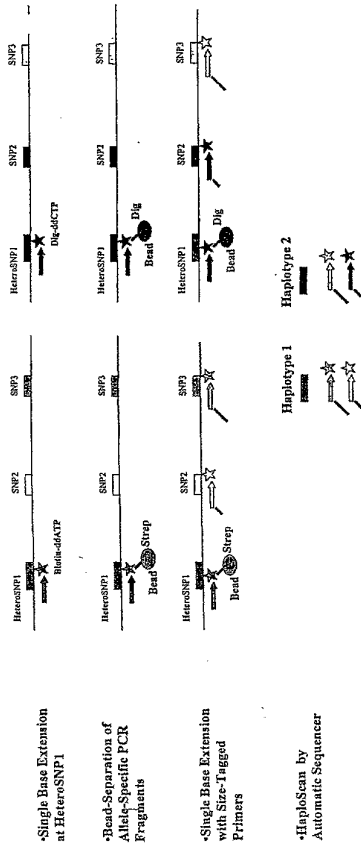 •Single Base Extension
at HeteroSNP1
HeteroSNP1 SNP2 SNP3
Biotin-ddATP
HeteroSNP1 SNP2 SNP3
Dig-ddCTP
•Bead-Separation of
Allele-Specific PCR
Fragments
HeteroSNP1 SNP2 SNP3
Strep
Bead
HeteroSNP1 SNP2 SNP3
Dig
Bead
•Single Base Extension
with Size-Tagged
Primers
HeteroSNP1 SNP2 SNP3
Strep
Bead
HeteroSNP1 SNP2 SNP3
Dig
Bead
•HaploScan by
Automatic Sequencer
Haplotype 1
Haplotype 2